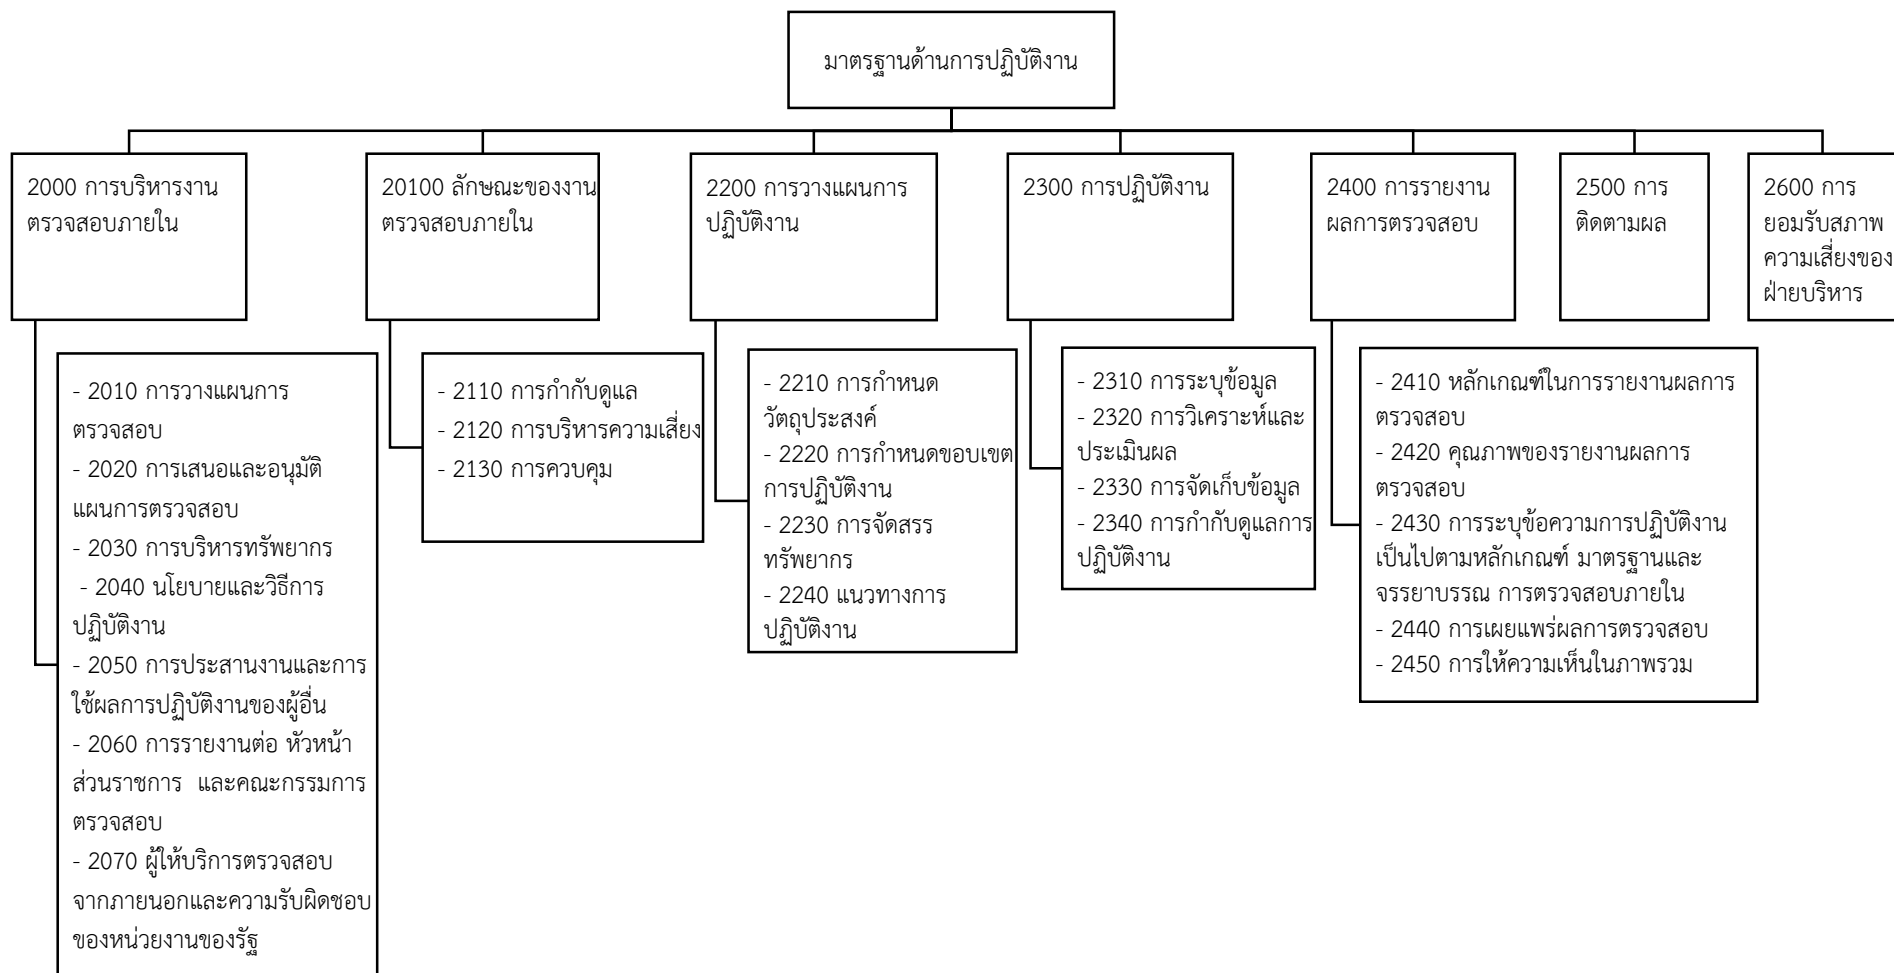 มาตรฐานด้านการปฏิบัติงาน
2000 การบริหารงาน
ตรวจสอบภายใน
20100 ลักษณะของงาน
ตรวจสอบภายใน
2200 การวางแผนการ
ปฏิบัติงาน
2300 การปฏิบัติงาน
2400 การรายงาน
ผลการตรวจสอบ
2500 การ
ติดตามผล
2600 การ
ยอมรับสภาพ
ความเสี่ยงของ
ฝ่ายบริหาร
- 2010 การวางแผนการ
ตรวจสอบ
- 2020 การเสนอและอนุมัติ
แผนการตรวจสอบ
- 2030 การบริหารทรัพยากร
- 2040 นโยบายและวิธีการ
ปฏิบัติงาน
- 2050 การประสานงานและการ
ใช้ผลการปฏิบัติงานของผู้อื่น
- 2060 การรายงานต่อ หัวหน้า
ส่วนราชการ และคณะกรรมการ
ตรวจสอบ
- 2070 ผู้ให้บริการตรวจสอบ
จากภายนอกและความรับผิดชอบ
ของหน่วยงานของรัฐ
- 2110 การกำกับดูแล
- 2120 การบริหารความเสี่ยง
- 2130 การควบคุม
- 2210 การกำหนด
วัตถุประสงค์
- 2220 การกำหนดขอบเขต
การปฏิบัติงาน
- 2230 การจัดสรร
ทรัพยากร
- 2240 แนวทางการ
ปฏิบัติงาน
- 2310 การระบุข้อมูล
- 2320 การวิเคราะห์และ
ประเมินผล
- 2330 การจัดเก็บข้อมูล
- 2340 การกำกับดูแลการ
ปฏิบัติงาน
- 2410 หลักเกณฑ์ในการรายงานผลการ
ตรวจสอบ
- 2420 คุณภาพของรายงานผลการ
ตรวจสอบ
- 2430 การระบุข้อความการปฏิบัติงาน
เป็นไปตามหลักเกณฑ์ มาตรฐานและ
จรรยาบรรณ การตรวจสอบภายใน
- 2440 การเผยแพร่ผลการตรวจสอบ
- 2450 การให้ความเห็นในภาพรวม